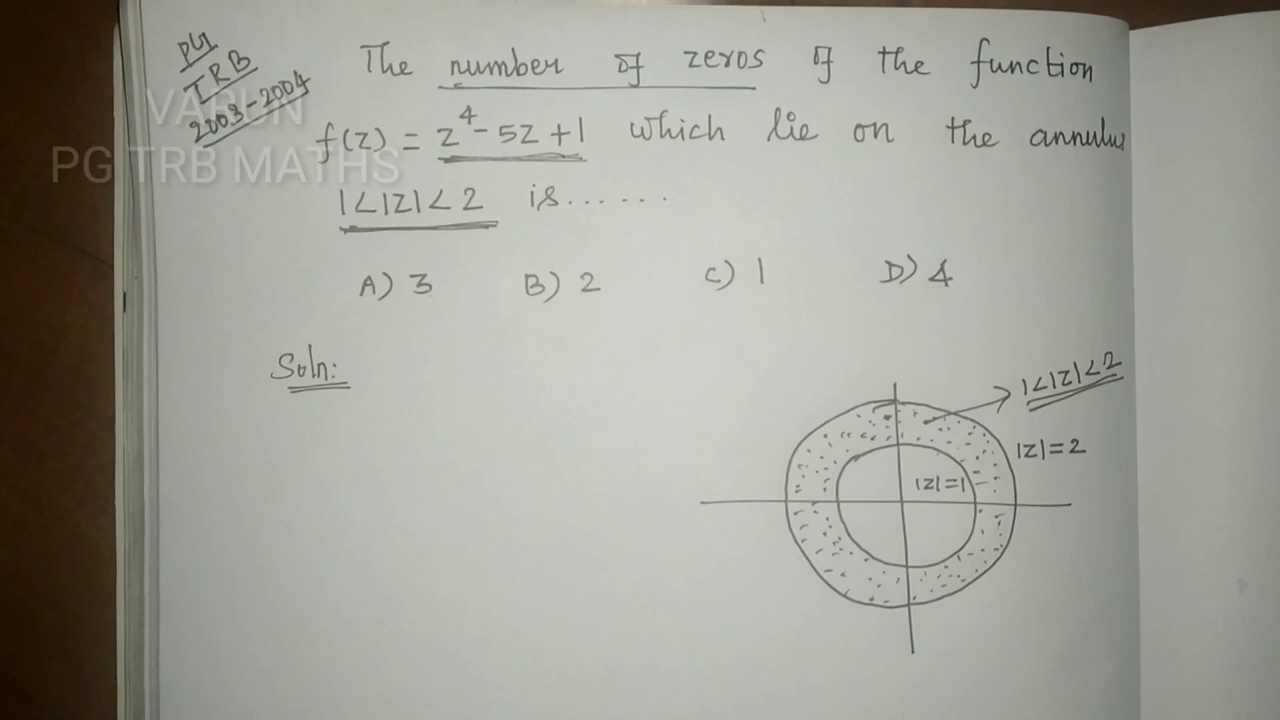 PG
TRB
2003-2004
VARUN
PG TRB MATHS
The number of zeros of the function
f(z) = z⁴- 5z +1 which lie on the annulus
1<|z|< 2 is......
A) 3 B) 2 C) 1 D) 4
Soln:
1<|z|<2
|z|= 2
|z|=1